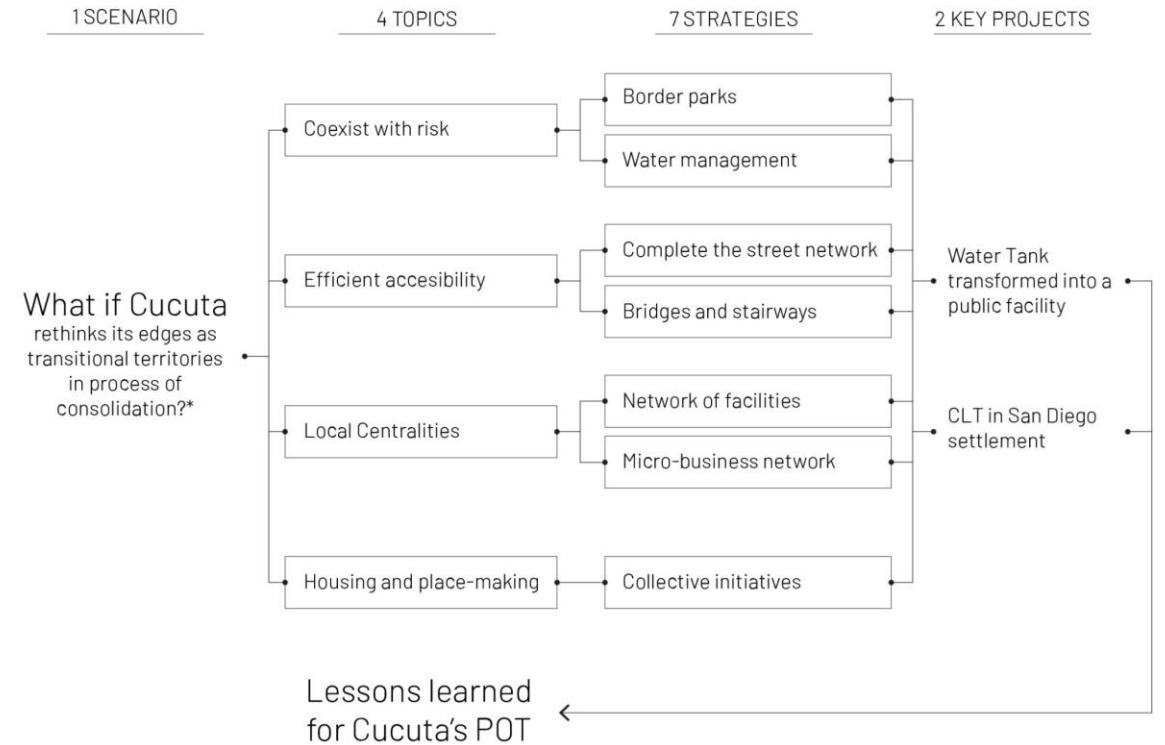 1 SCENARIO
4 TOPICS
7 STRATEGIES
2 KEY PROJECTS
What if Cucuta
rethinks its edges as
transitional territories
in process of
consolidation?*
Coexist with risk
Efficient accesibility
Local Centralities
Housing and place-making
Border parks
Water management
Complete the street network
Bridges and stairways
Network of facilities
Micro-business network
Collective initiatives
Water Tank
transformed into a
public facility
CLT in San Diego
settlement
Lessons learned
for Cucuta's POT